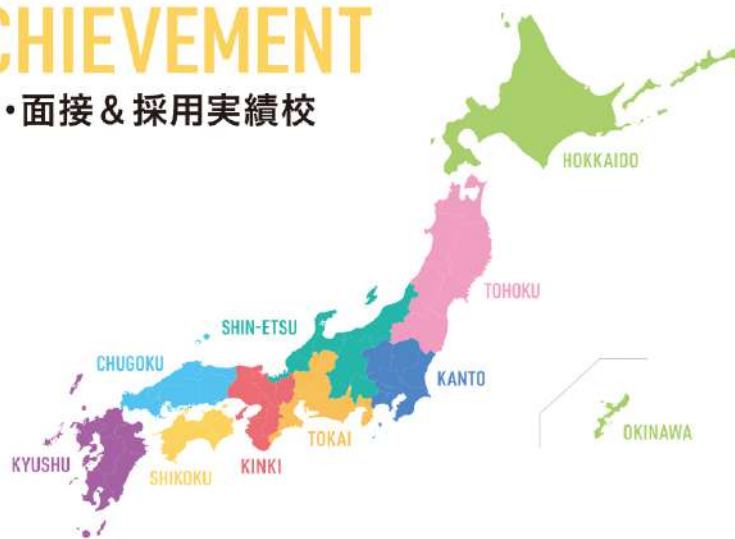 CHIEVEMENT
・面接＆採用実績校
HOKKAIDO
TOHOKU
SHIN-ETSU
CHUGOKU
KANTO
OKINAWA
TOKAI
KYUSHU
KINKI
SHIKOKU